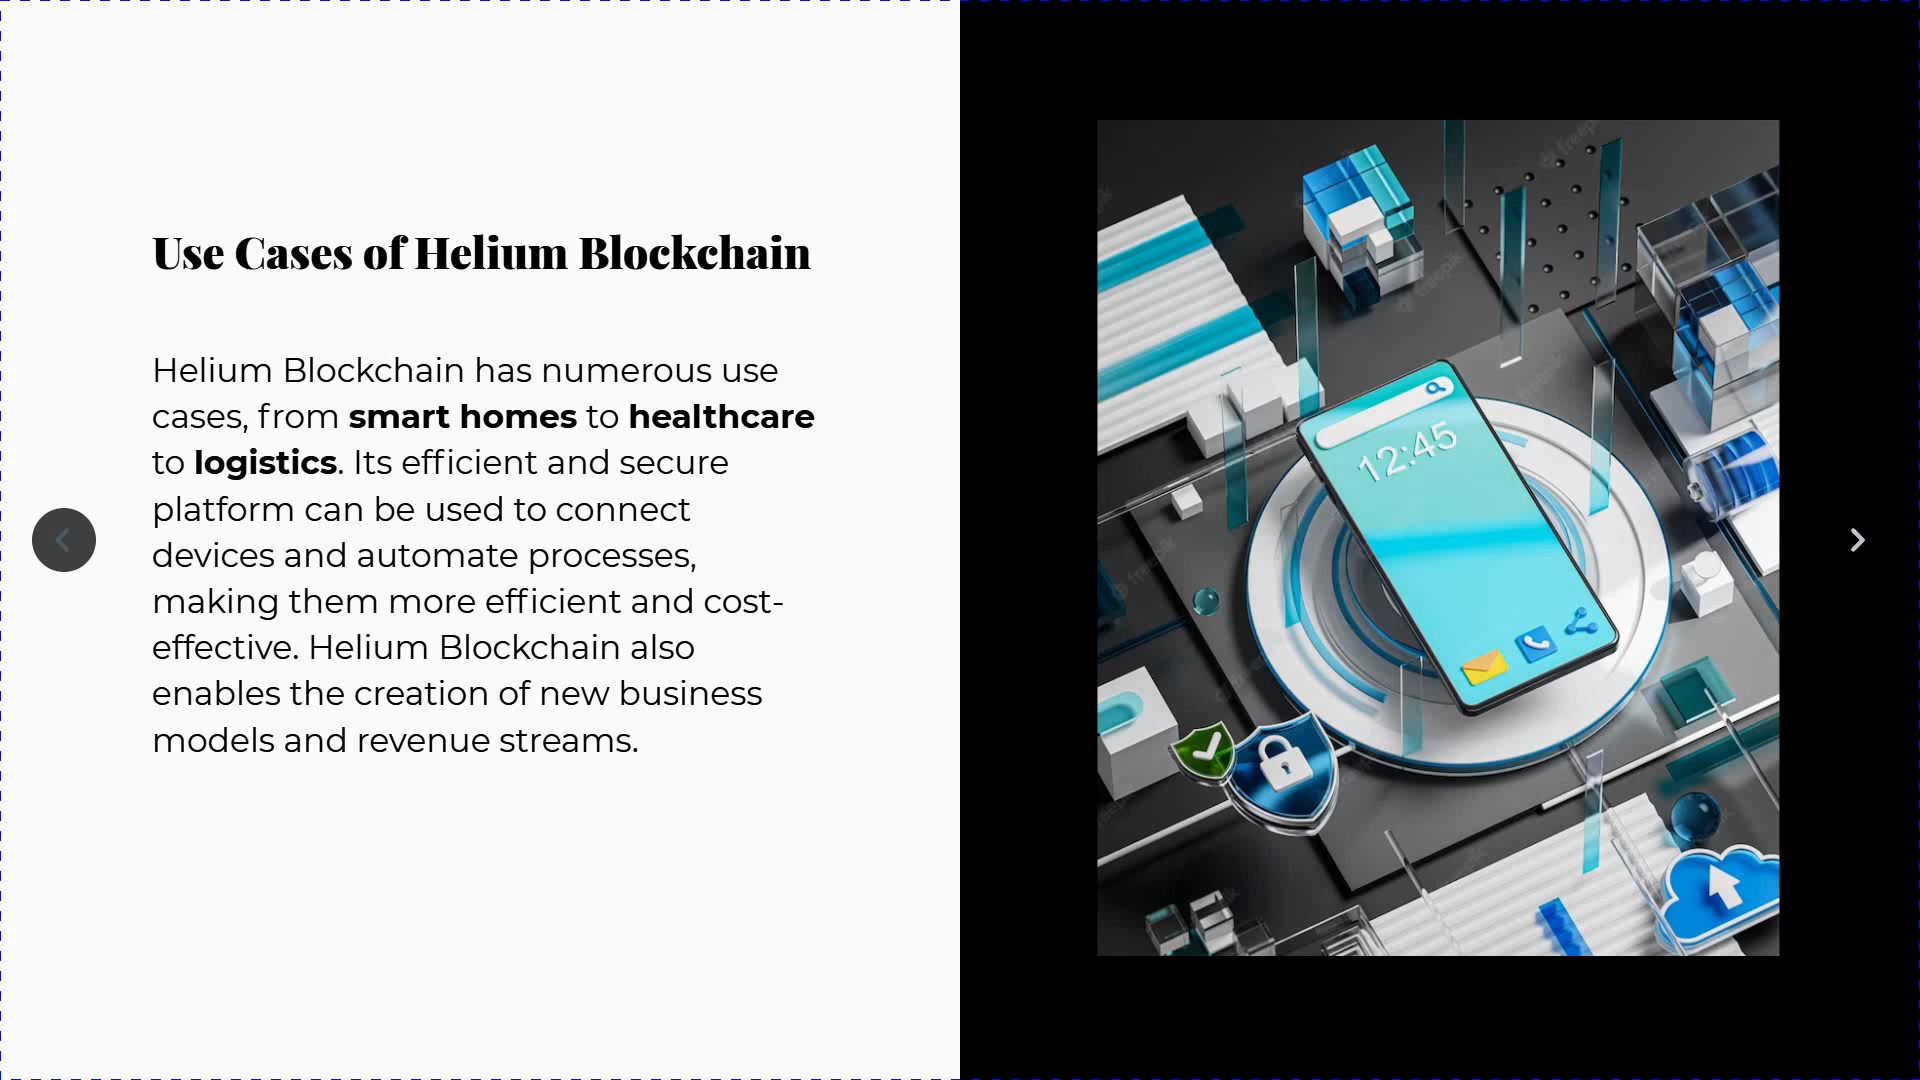 Use Cases of Helium Blockchain
Helium Blockchain has numerous use
cases, from smart homes to healthcare
to logistics. Its efficient and secure
platform can be used to connect
devices and automate processes,
making them more efficient and cost-
effective. Helium Blockchain also
enables the creation of new business
models and revenue streams.
12:45